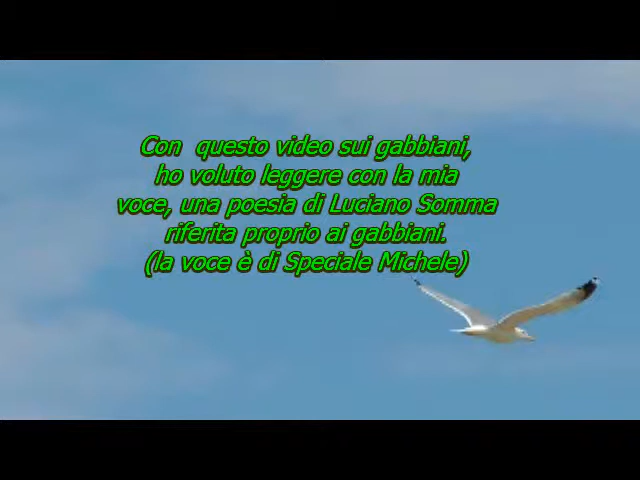 Con questo video sui gabbiani,
ho voluto leggere con la mia
voce, una poesia di Luciano Somma
riferita proprio ai gabbiani.
(la voce è di Speciale Michele)